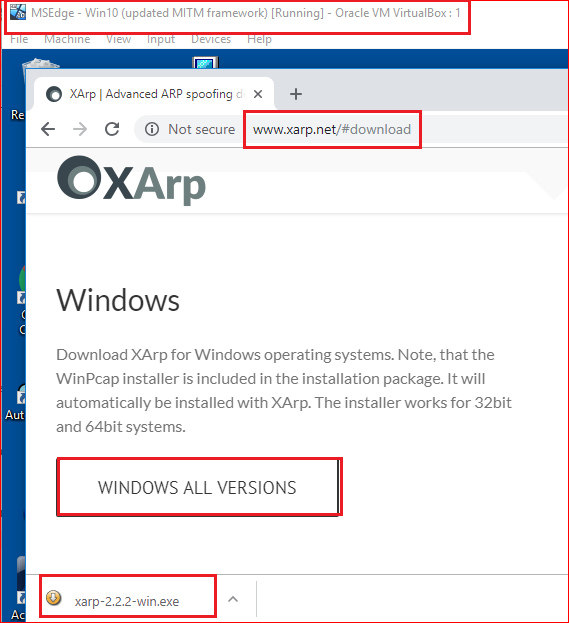 MSEdge - Win10 (updated MITM framework) [Running] - Oracle VM VirtualBox : 1
File Machine View Input Devices Help
Re
XArp | Advanced ARP spoofing d
Not secure www.xarp.net/#download
XArp
Windows
Download XArp for Windows operating systems. Note, that the
WinPcap installer is included in the installation package. It will
automatically be installed with XArp. The installer works for 32bit
and 64bit systems.
Aut
WINDOWS ALL VERSIONS
xarp-2.2.2-win.exe
Ac